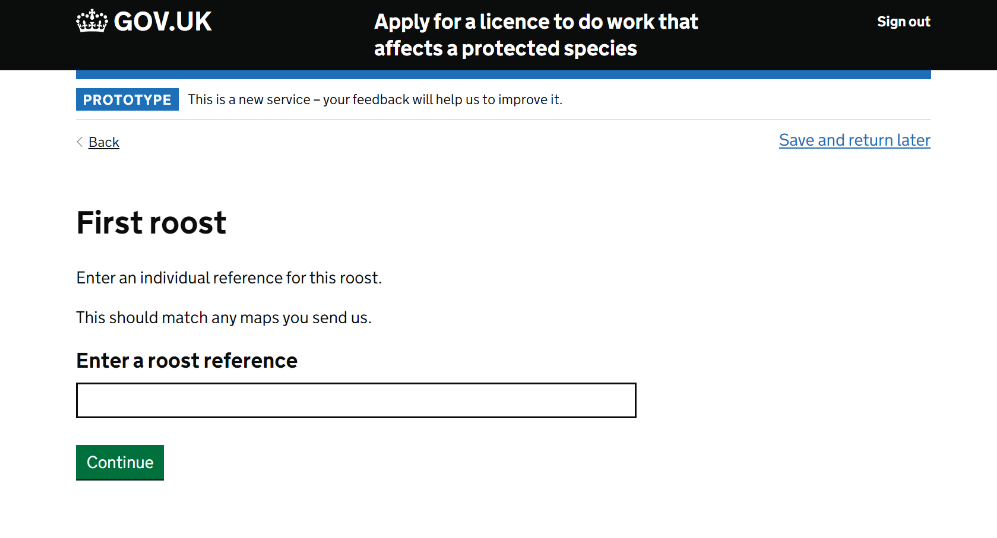 GOV.UK
Apply for a licence to do work that
affects a protected species
Sign out
PROTOTYPE This is a new service – your feedback will help us to improve it.
Back
Save and return later
First roost
Enter an individual reference for this roost.
This should match any maps you send us.
Enter a roost reference
Continue